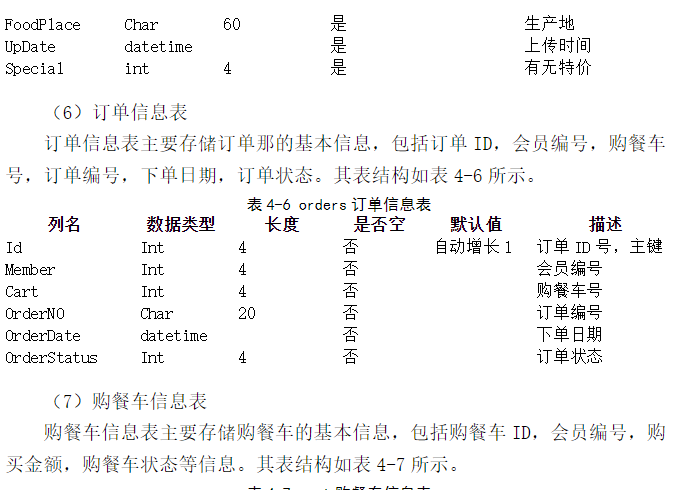 FoodPlace Char 60 是 生产地
UpDate datetime 是 上传时间
Special int 4 是 有无特价
（6）订单信息表
订单信息表主要存储订单那的基本信息，包括订单 ID，会员编号，购餐车
号，订单编号，下单日期，订单状态。其表结构如表 4-6 所示。
表 4-6 orders 订单信息表
列名 数据类型 长度 是否空 默认值 描述
Id Int 4 否 自动增长 1 订单 ID 号，主键
Member Int 4 否 会员编号
Cart Int 4 否 购餐车号
OrderNO Char 20 否 订单编号
OrderDate datetime 否 下单日期
OrderStatus Int 4 否 订单状态
（7）购餐车信息表
购餐车信息表主要存储购餐车的基本信息，包括购餐车 ID，会员编号，购
买金额，购餐车状态等信息。其表结构如表 4-7 所示。